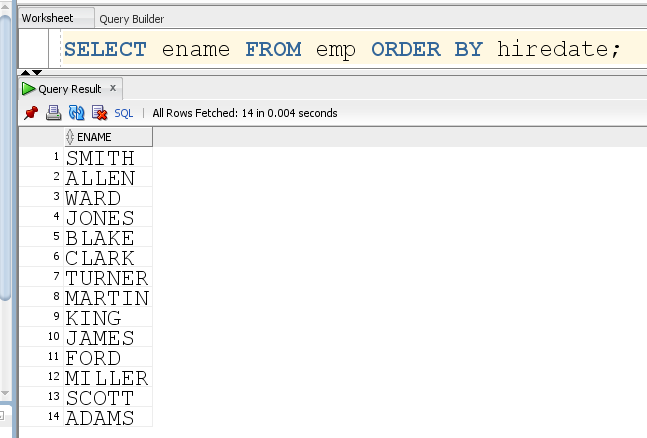 Worksheet Query Builder
SELECT ename FROM emp ORDER BY hiredate;
Query Result x
SQL | All Rows Fetched: 14 in 0.004 seconds
ENAME
1 SMITH
2 ALLEN
3 WARD
4 JONES
5 BLAKE
6 CLARK
7 TURNER
8 MARTIN
9 KING
10 JAMES
11 FORD
12 MILLER
13 SCOTT
14 ADAMS